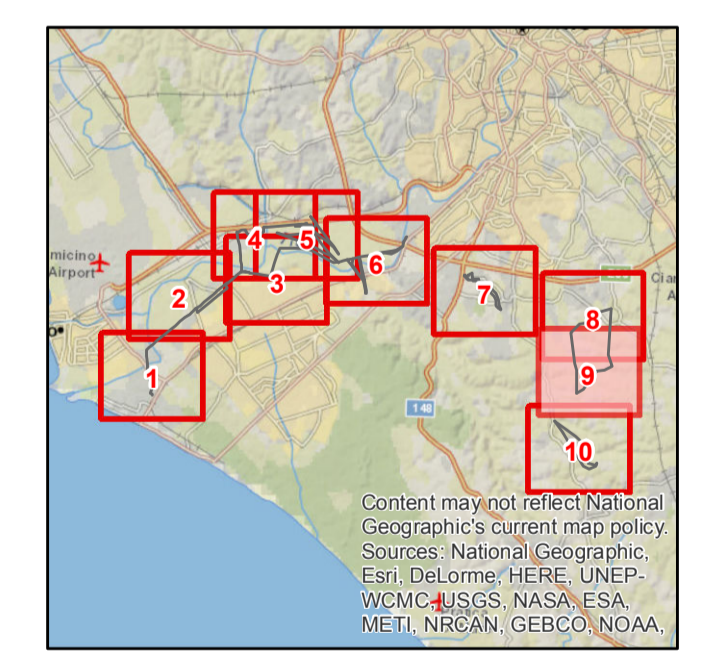 micino
Airport
o
4
5
6
3
2
7
Cia
A
8
1
9
148
10
Content may not reflect National
Geographic's current map policy.
Sources: National Geographic,
Esri, DeLorme, HERE, UNEP-
WCMC, USGS, NASA, ESA,
METI, NRCAN, GEBCO, NOAA,